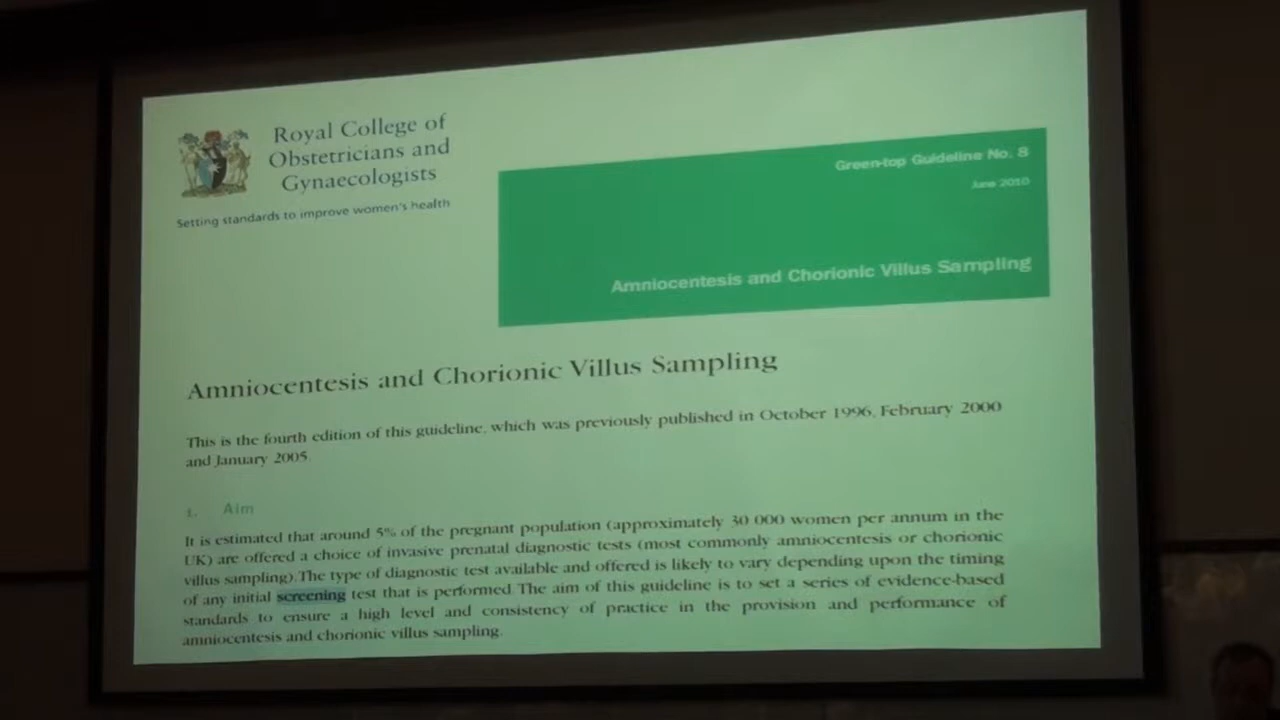 Royal College of
Obstetricians and
Gynaecologists
Setting standards to improve women's health
Green-top Guideline No. 8
June 2010
Amniocentesis and Chorionic Villus Sampling
Amniocentesis and Chorionic Villus Sampling
This is the fourth edition of this guideline, which was previously published in October 1996, February 2000
and January 2005.
1. Aim
It is estimated that around 5% of the pregnant population (approximately 30 000 women per annum in the
UK) are offered a choice of invasive prenatal diagnostic tests (most commonly amniocentesis or chorionic
villus sampling). The type of diagnostic test available and offered is likely to vary depending upon the timing
of any initial screening test that is performed. The aim of this guideline is to set a series of evidence-based
standards to ensure a high level and consistency of practice in the provision and performance of
amniocentesis and chorionic villus sampling.